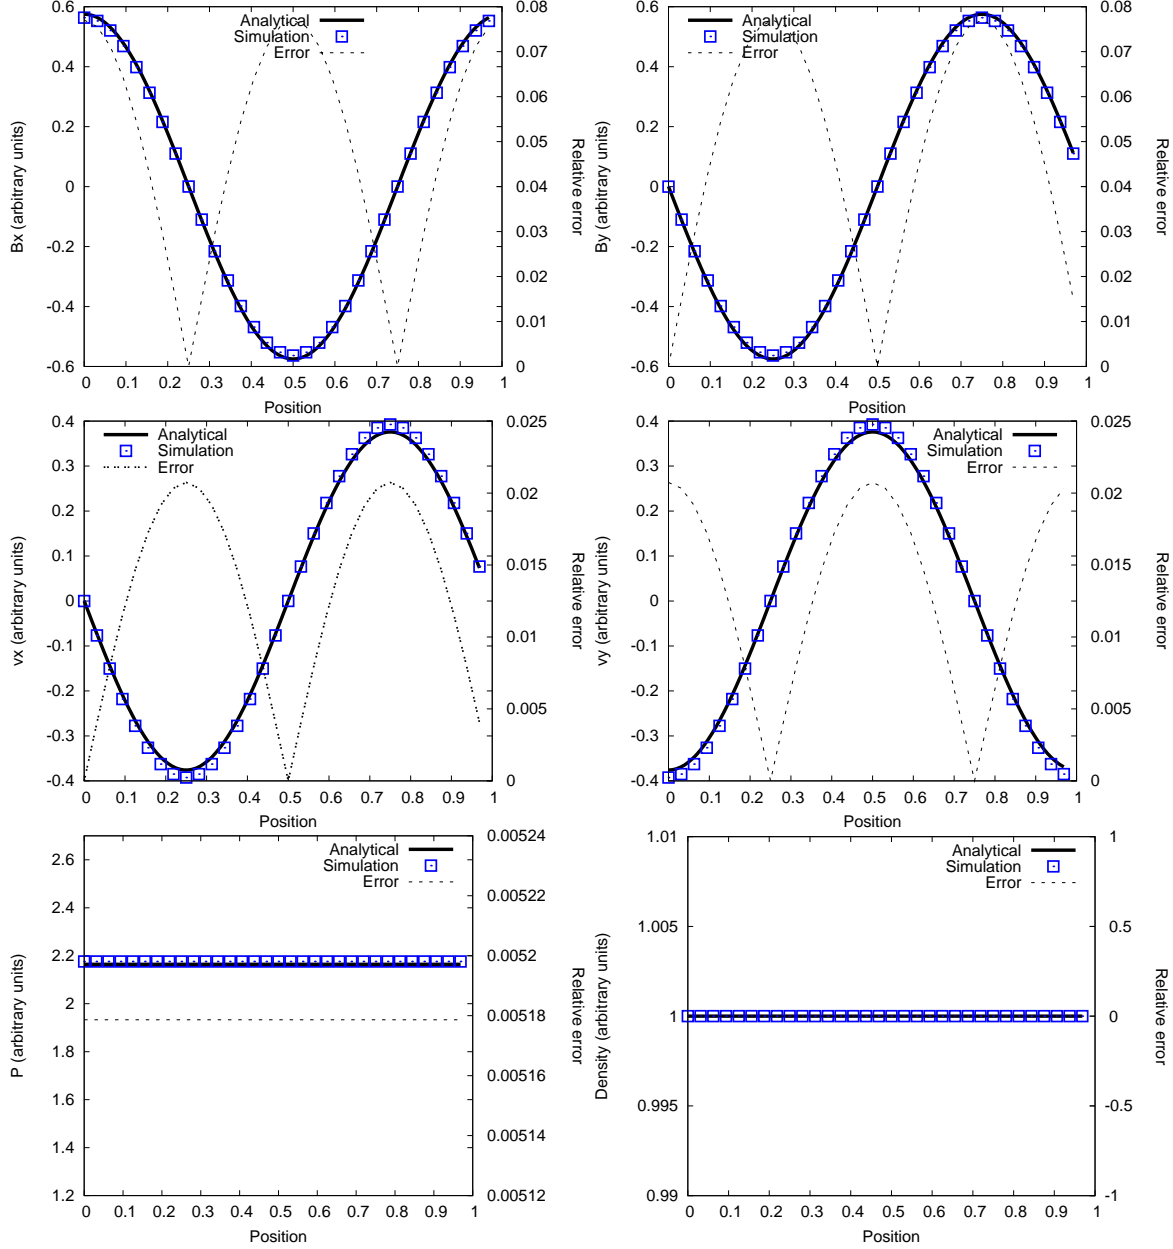 Bx (arbitrary units)
0.6
0.4
0.2
0
-0.2
-0.4
-0.6
Analytical
Simulation
Error
0.08
0.07
0.06
0.05
0.04
0.03
0.02
0.01
0
Relative error
0 0.1 0.2 0.3 0.4 0.5 0.6 0.7 0.8 0.9 1
Position
By (arbitrary units)
0.6
0.4
0.2
0
-0.2
-0.4
-0.6
Analytical
Simulation
Error
0.08
0.07
0.06
0.05
0.04
0.03
0.02
0.01
0
Relative error
0 0.1 0.2 0.3 0.4 0.5 0.6 0.7 0.8 0.9 1
Position
vx (arbitrary units)
0.4
0.3
0.2
0.1
0
-0.1
-0.2
-0.3
-0.4
Analytical
Simulation
Error
0.025
0.02
0.015
0.01
0.005
0
Relative error
0 0.1 0.2 0.3 0.4 0.5 0.6 0.7 0.8 0.9 1
Position
vy (arbitrary units)
0.4
0.3
0.2
0.1
0
-0.1
-0.2
-0.3
-0.4
Analytical
Simulation
Error
0.025
0.02
0.015
0.01
0.005
0
Relative error
0 0.1 0.2 0.3 0.4 0.5 0.6 0.7 0.8 0.9 1
Position
P (arbitrary units)
2.6
2.4
2.2
2
1.8
1.6
1.4
1.2
Analytical
Simulation
Error
0.00524
0.00522
0.0052
0.00518
0.00516
0.00514
0.00512
Relative error
0 0.1 0.2 0.3 0.4 0.5 0.6 0.7 0.8 0.9 1
Position
Density (arbitrary units)
1.01
1.005
1
0.995
0.99
Analytical
Simulation
Error
1
0.5
0
-0.5
-1
Relative error
0 0.1 0.2 0.3 0.4 0.5 0.6 0.7 0.8 0.9 1
Position